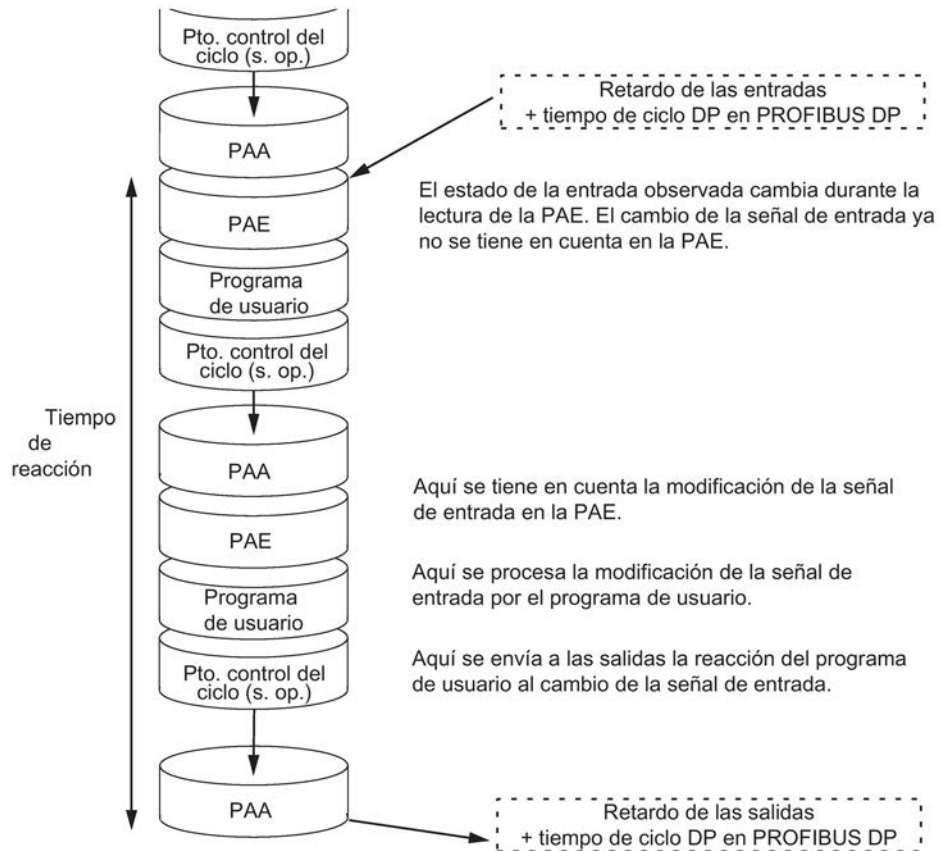 Pto. control del
ciclo (s. op.)
Retardo de las entradas
+ tiempo de ciclo DP en PROFIBUS DP
PAA
El estado de la entrada observada cambia durante la
lectura de la PAE. El cambio de la señal de entrada ya
no se tiene en cuenta en la PAE.
PAE
Programa
de usuario
Pto. control del
ciclo (s. op.)
Tiempo
de
reacción
PAA
Aquí se tiene en cuenta la modificación de la señal
de entrada en la PAE.
PAE
Aquí se procesa la modificación de la señal de
entrada por el programa de usuario.
Programa
de usuario
Aquí se envía a las salidas la reacción del programa
de usuario al cambio de la señal de entrada.
Pto. control del
ciclo (s. op.)
PAA
Retardo de las salidas
+ tiempo de ciclo DP en PROFIBUS DP